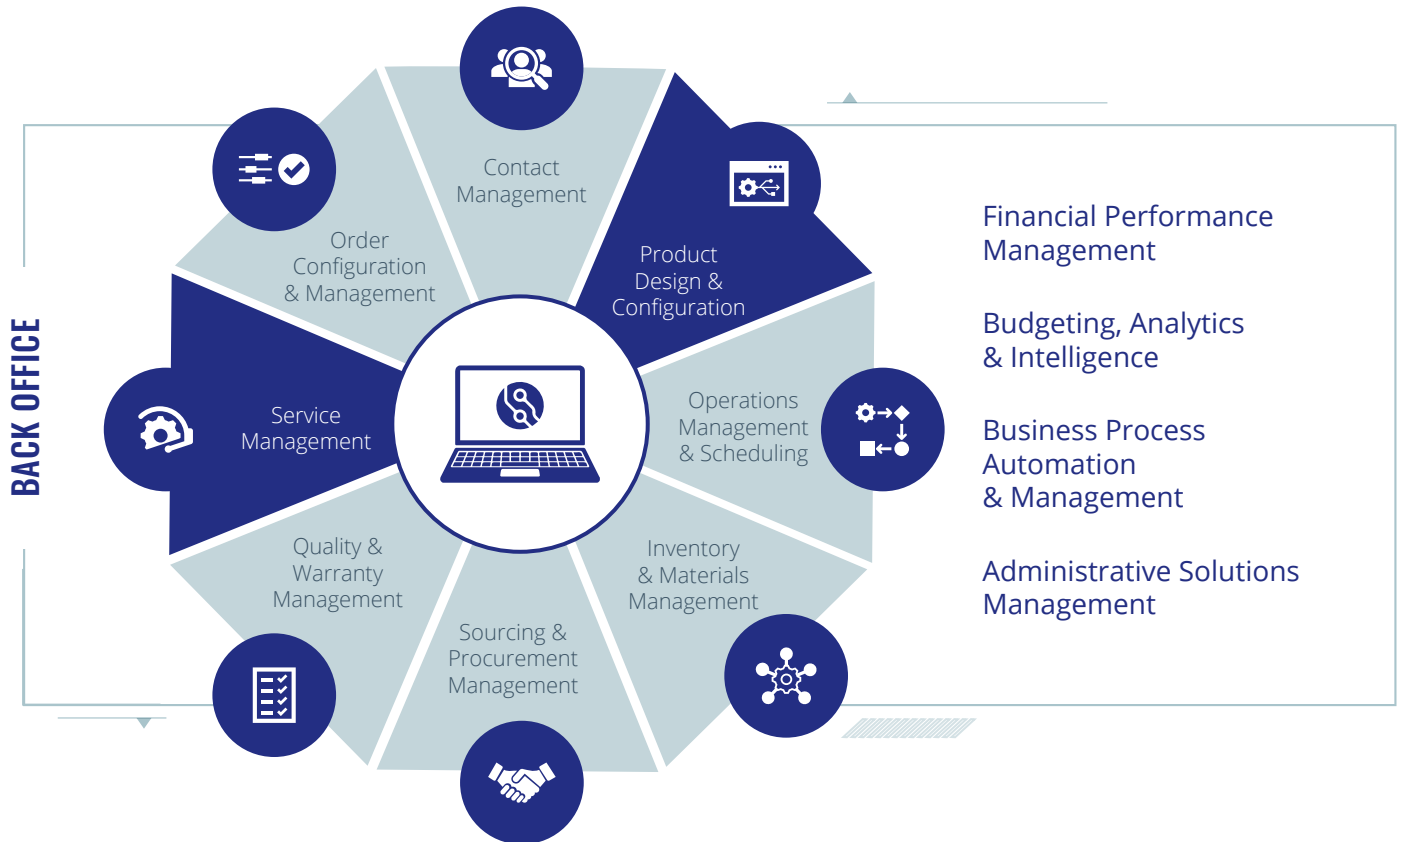 BACK OFFICE
Contact
Management
Product
Design &
Configuration
Operations
Management
& Scheduling
Inventory
& Materials
Management
Sourcing &
Procurement
Management
Quality &
Warranty
Management
Service
Management
Order
Configuration
& Management
Financial Performance
Management
Budgeting, Analytics
& Intelligence
Business Process
Automation
& Management
Administrative Solutions
Management